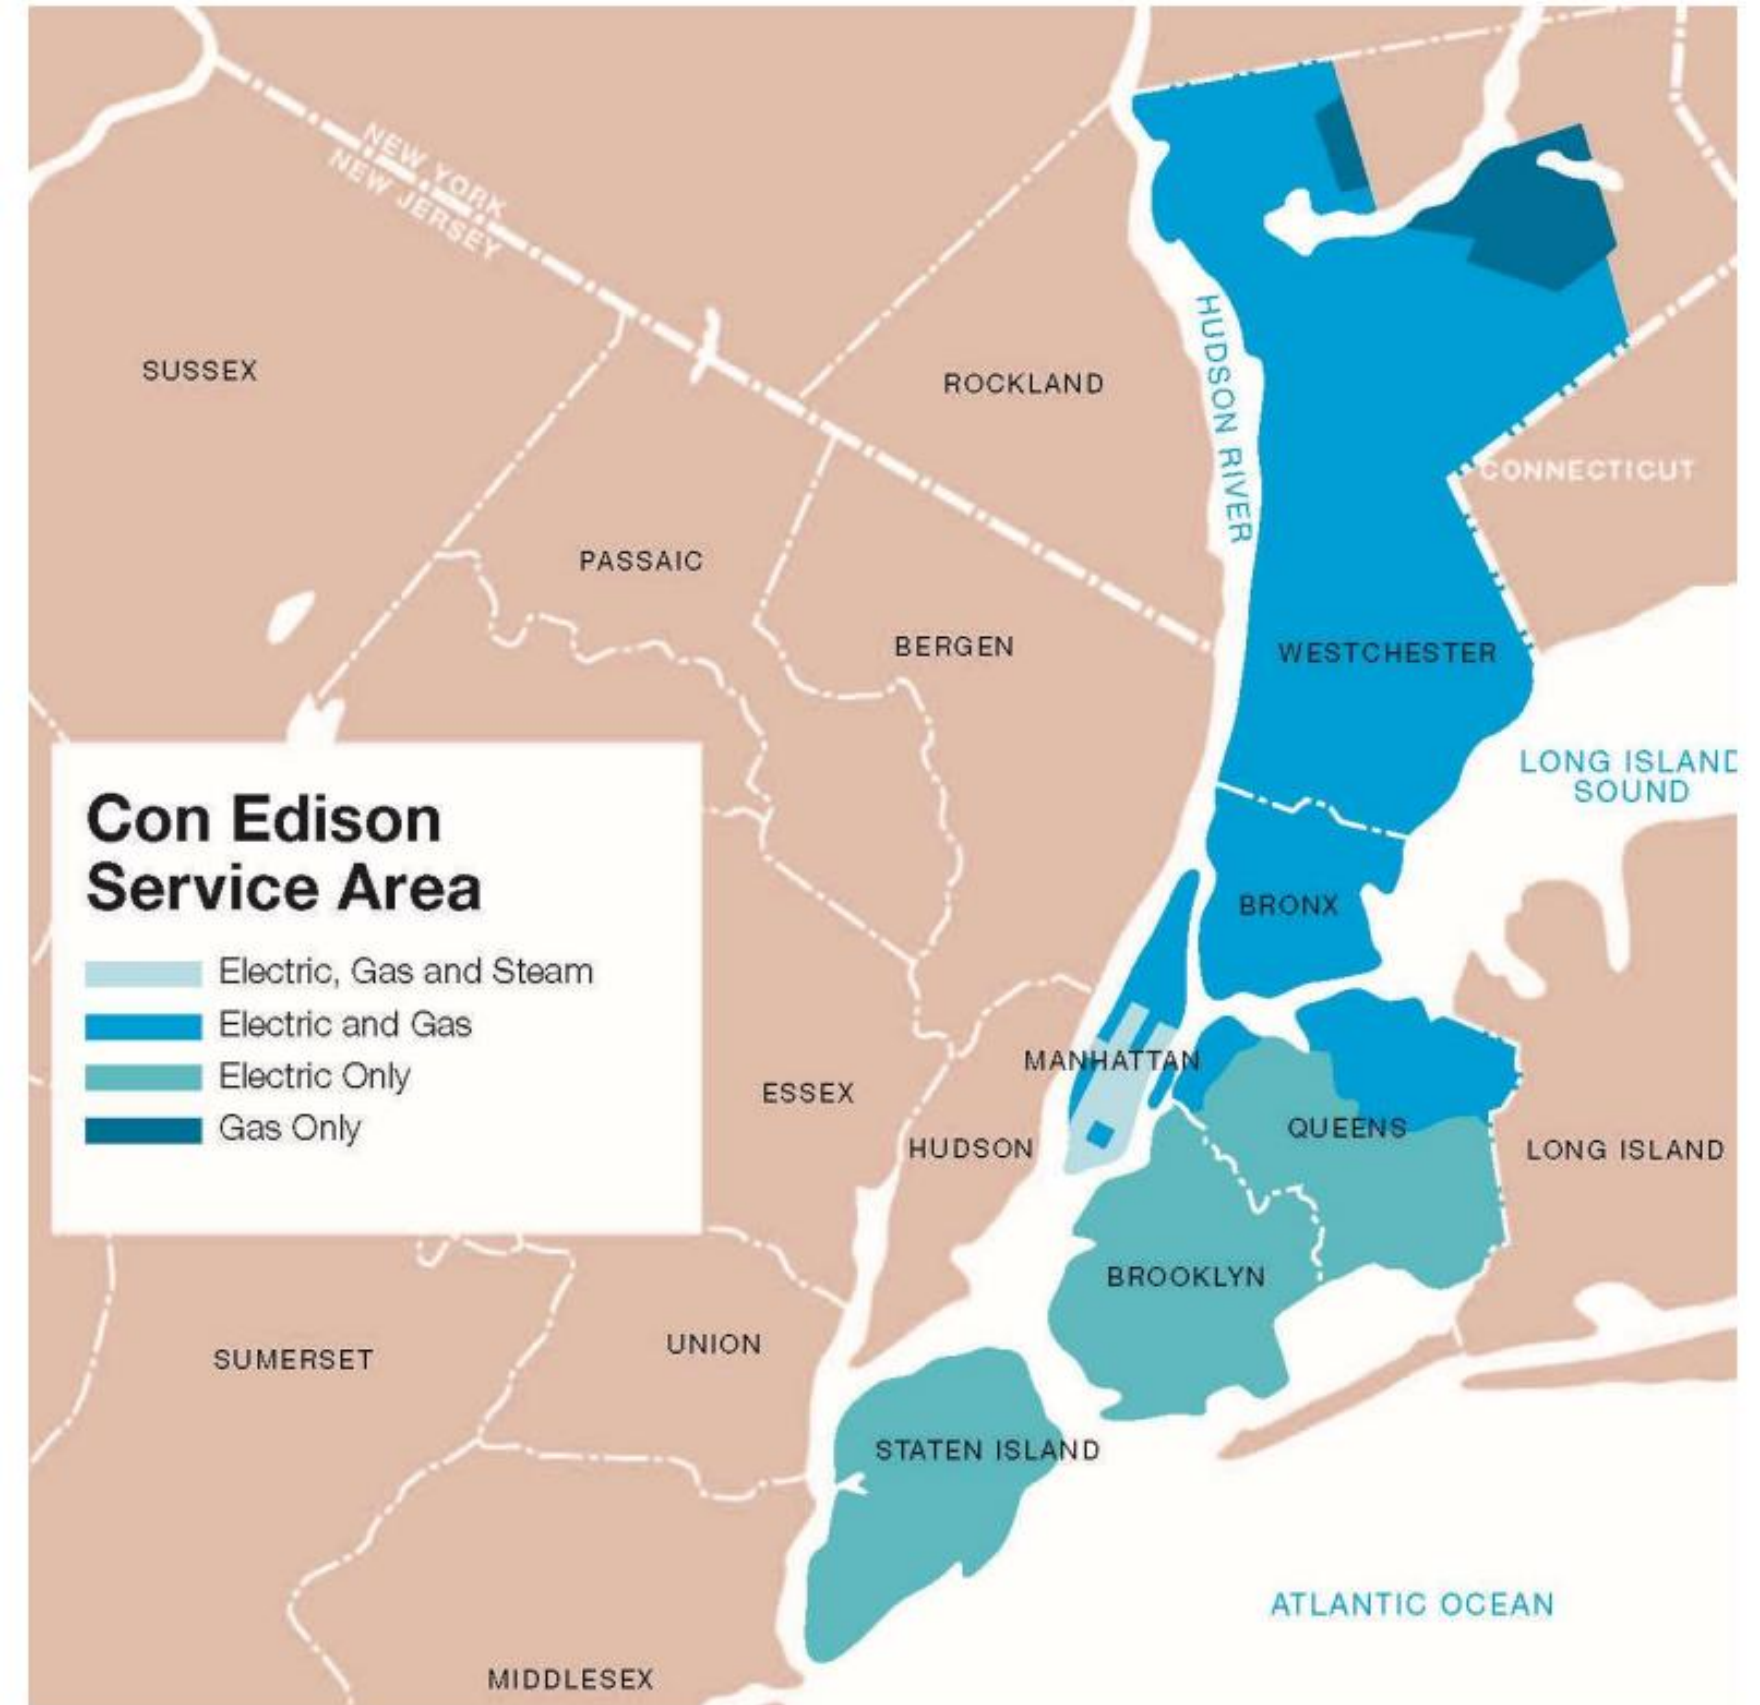 NEW YORK
NEW JERSEY
SUSSEX
ROCKLAND
HUDSON RIVER
CONNECTICUT
PASSAIC
BERGEN
WESTCHESTER
LONG ISLAND
SOUND
Con Edison
Service Area
Electric, Gas and Steam
Electric and Gas
Electric Only
Gas Only
BRONX
MANHATTAN
ESSEX
HUDSON
QUEENS
LONG ISLAND
BROOKLYN
SUMERSET
UNION
STATEN ISLAND
ATLANTIC OCEAN
MIDDLESEX